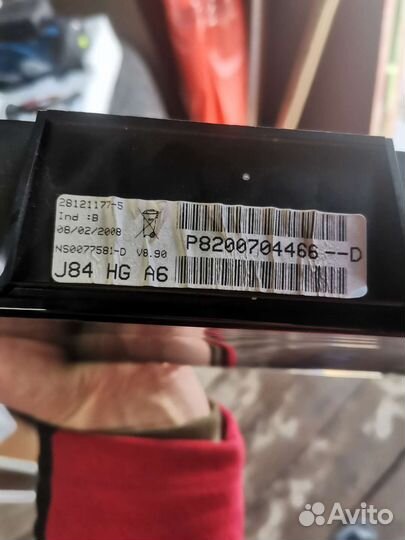 28121177-S
Ind :B
08/02/2008
NS0077581-D V8.90
J84 HG A6
P8200704466--D
Avito